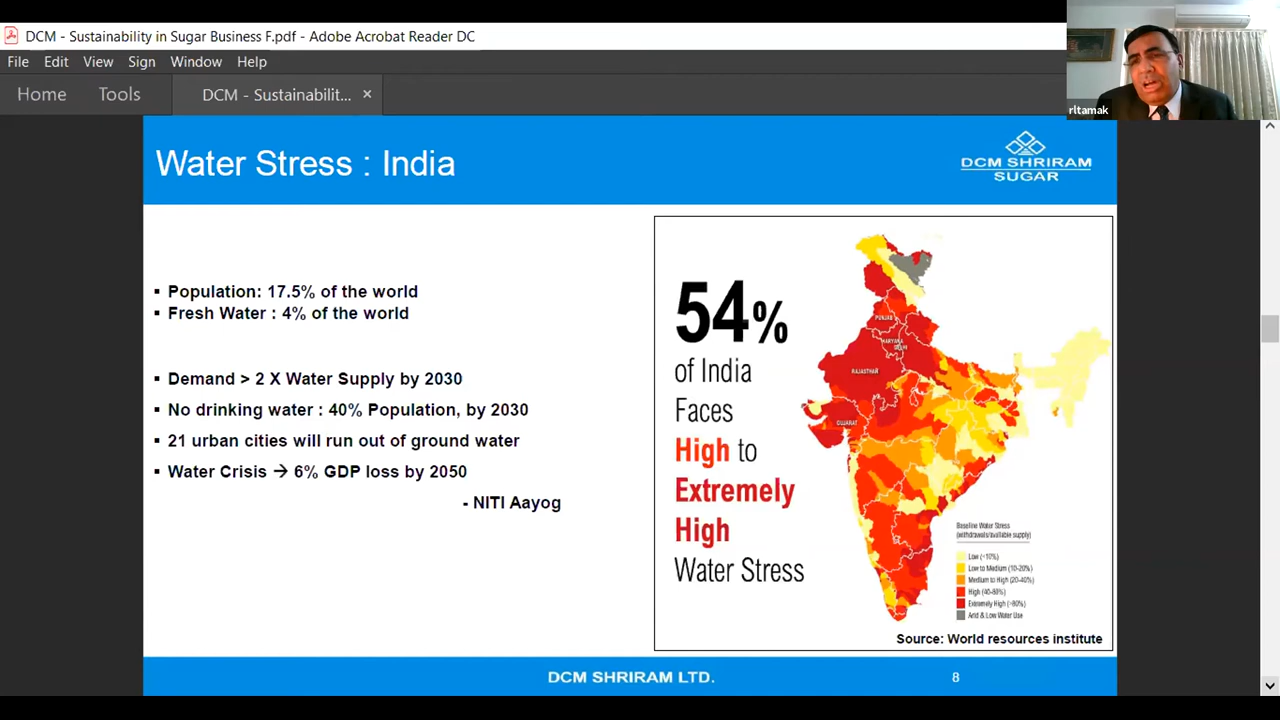 DCM - Sustainability in Sugar Business F.pdf - Adobe Acrobat Reader DC
File Edit View Sign Window Help
Home Tools DCM - Sustainabilit... ×
rltamak
Water Stress : India
DCM SHRIRAM
SUGAR
▪ Population: 17.5% of the world
▪ Fresh Water : 4% of the world
▪ Demand > 2 X Water Supply by 2030
▪ No drinking water : 40% Population, by 2030
▪ 21 urban cities will run out of ground water
▪ Water Crisis → 6% GDP loss by 2050
- NITI Aayog
54%
of India
Faces
High to
Extremely
High
Water Stress
PUNJAB
HARYANA
DELHI
RAJASTHAN
GUJARAT
Baseline Water Stress
(withdrawals/available supply)
Low (<10%)
Low to Medium (10-20%)
Medium to High (20-40%)
High (40-80%)
Extremely High (>80%)
Arid & Low Water Use
Source: World resources institute
DCM SHRIRAM LTD.
8